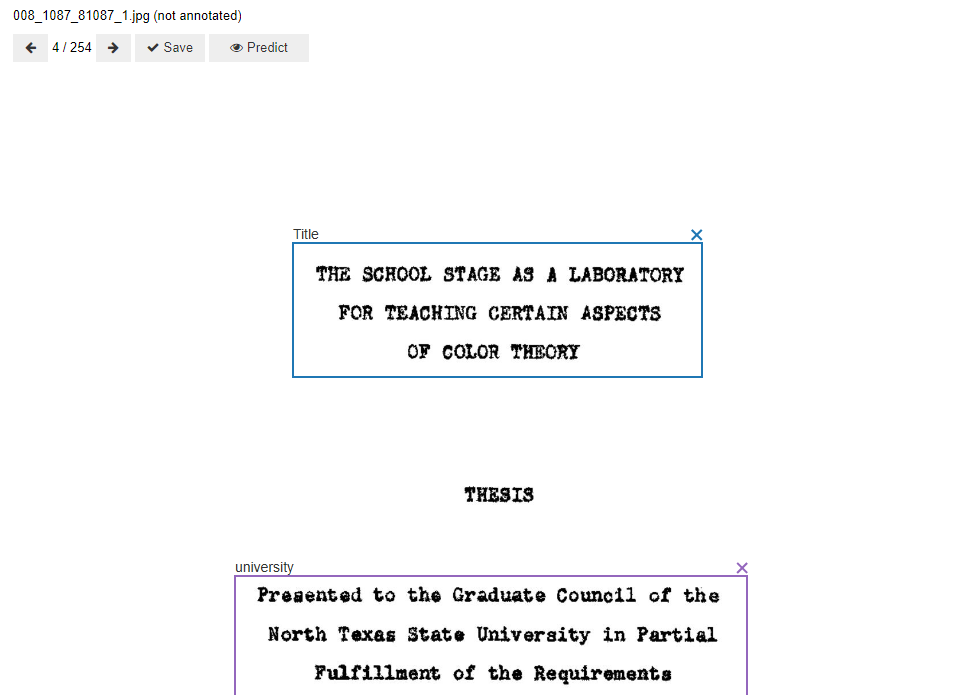 008_1087_81087_1.jpg (not annotated)
4 / 254 Save Predict
Title
THE SCHOOL STAGE AS A LABORATORY
FOR TEACHING CERTAIN ASPECTS
OF COLOR THEORY
THESIS
university
Presented to the Graduate Council of the
North Texas State University in Partial
Fulfillment of the Requirements